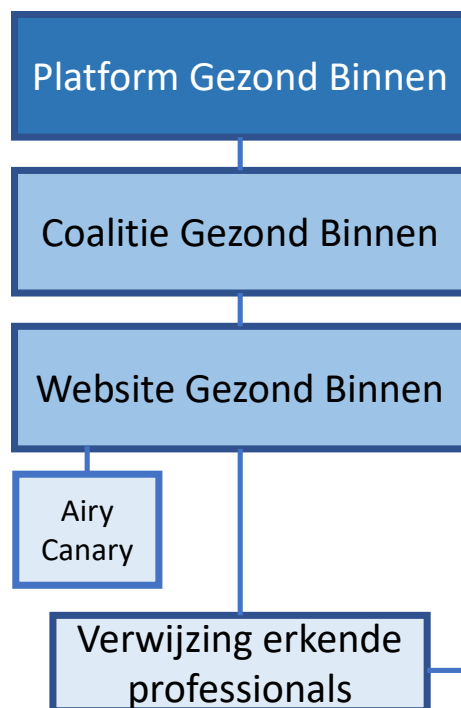 Platform Gezond Binnen
Coalitie Gezond Binnen
Website Gezond Binnen
Airy
Canary
Verwijzing erkende
professionals